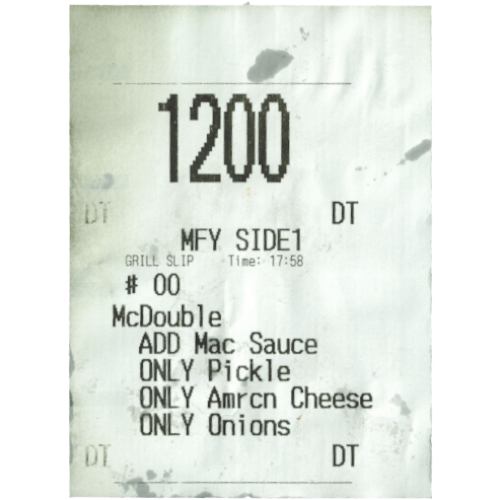 1200
DT DT
MFY SIDE1
GRILL SLIP Time: 17:58
# 00
McDouble
ADD Mac Sauce
ONLY Pickle
ONLY Amrcn Cheese
ONLY Onions
DT DT